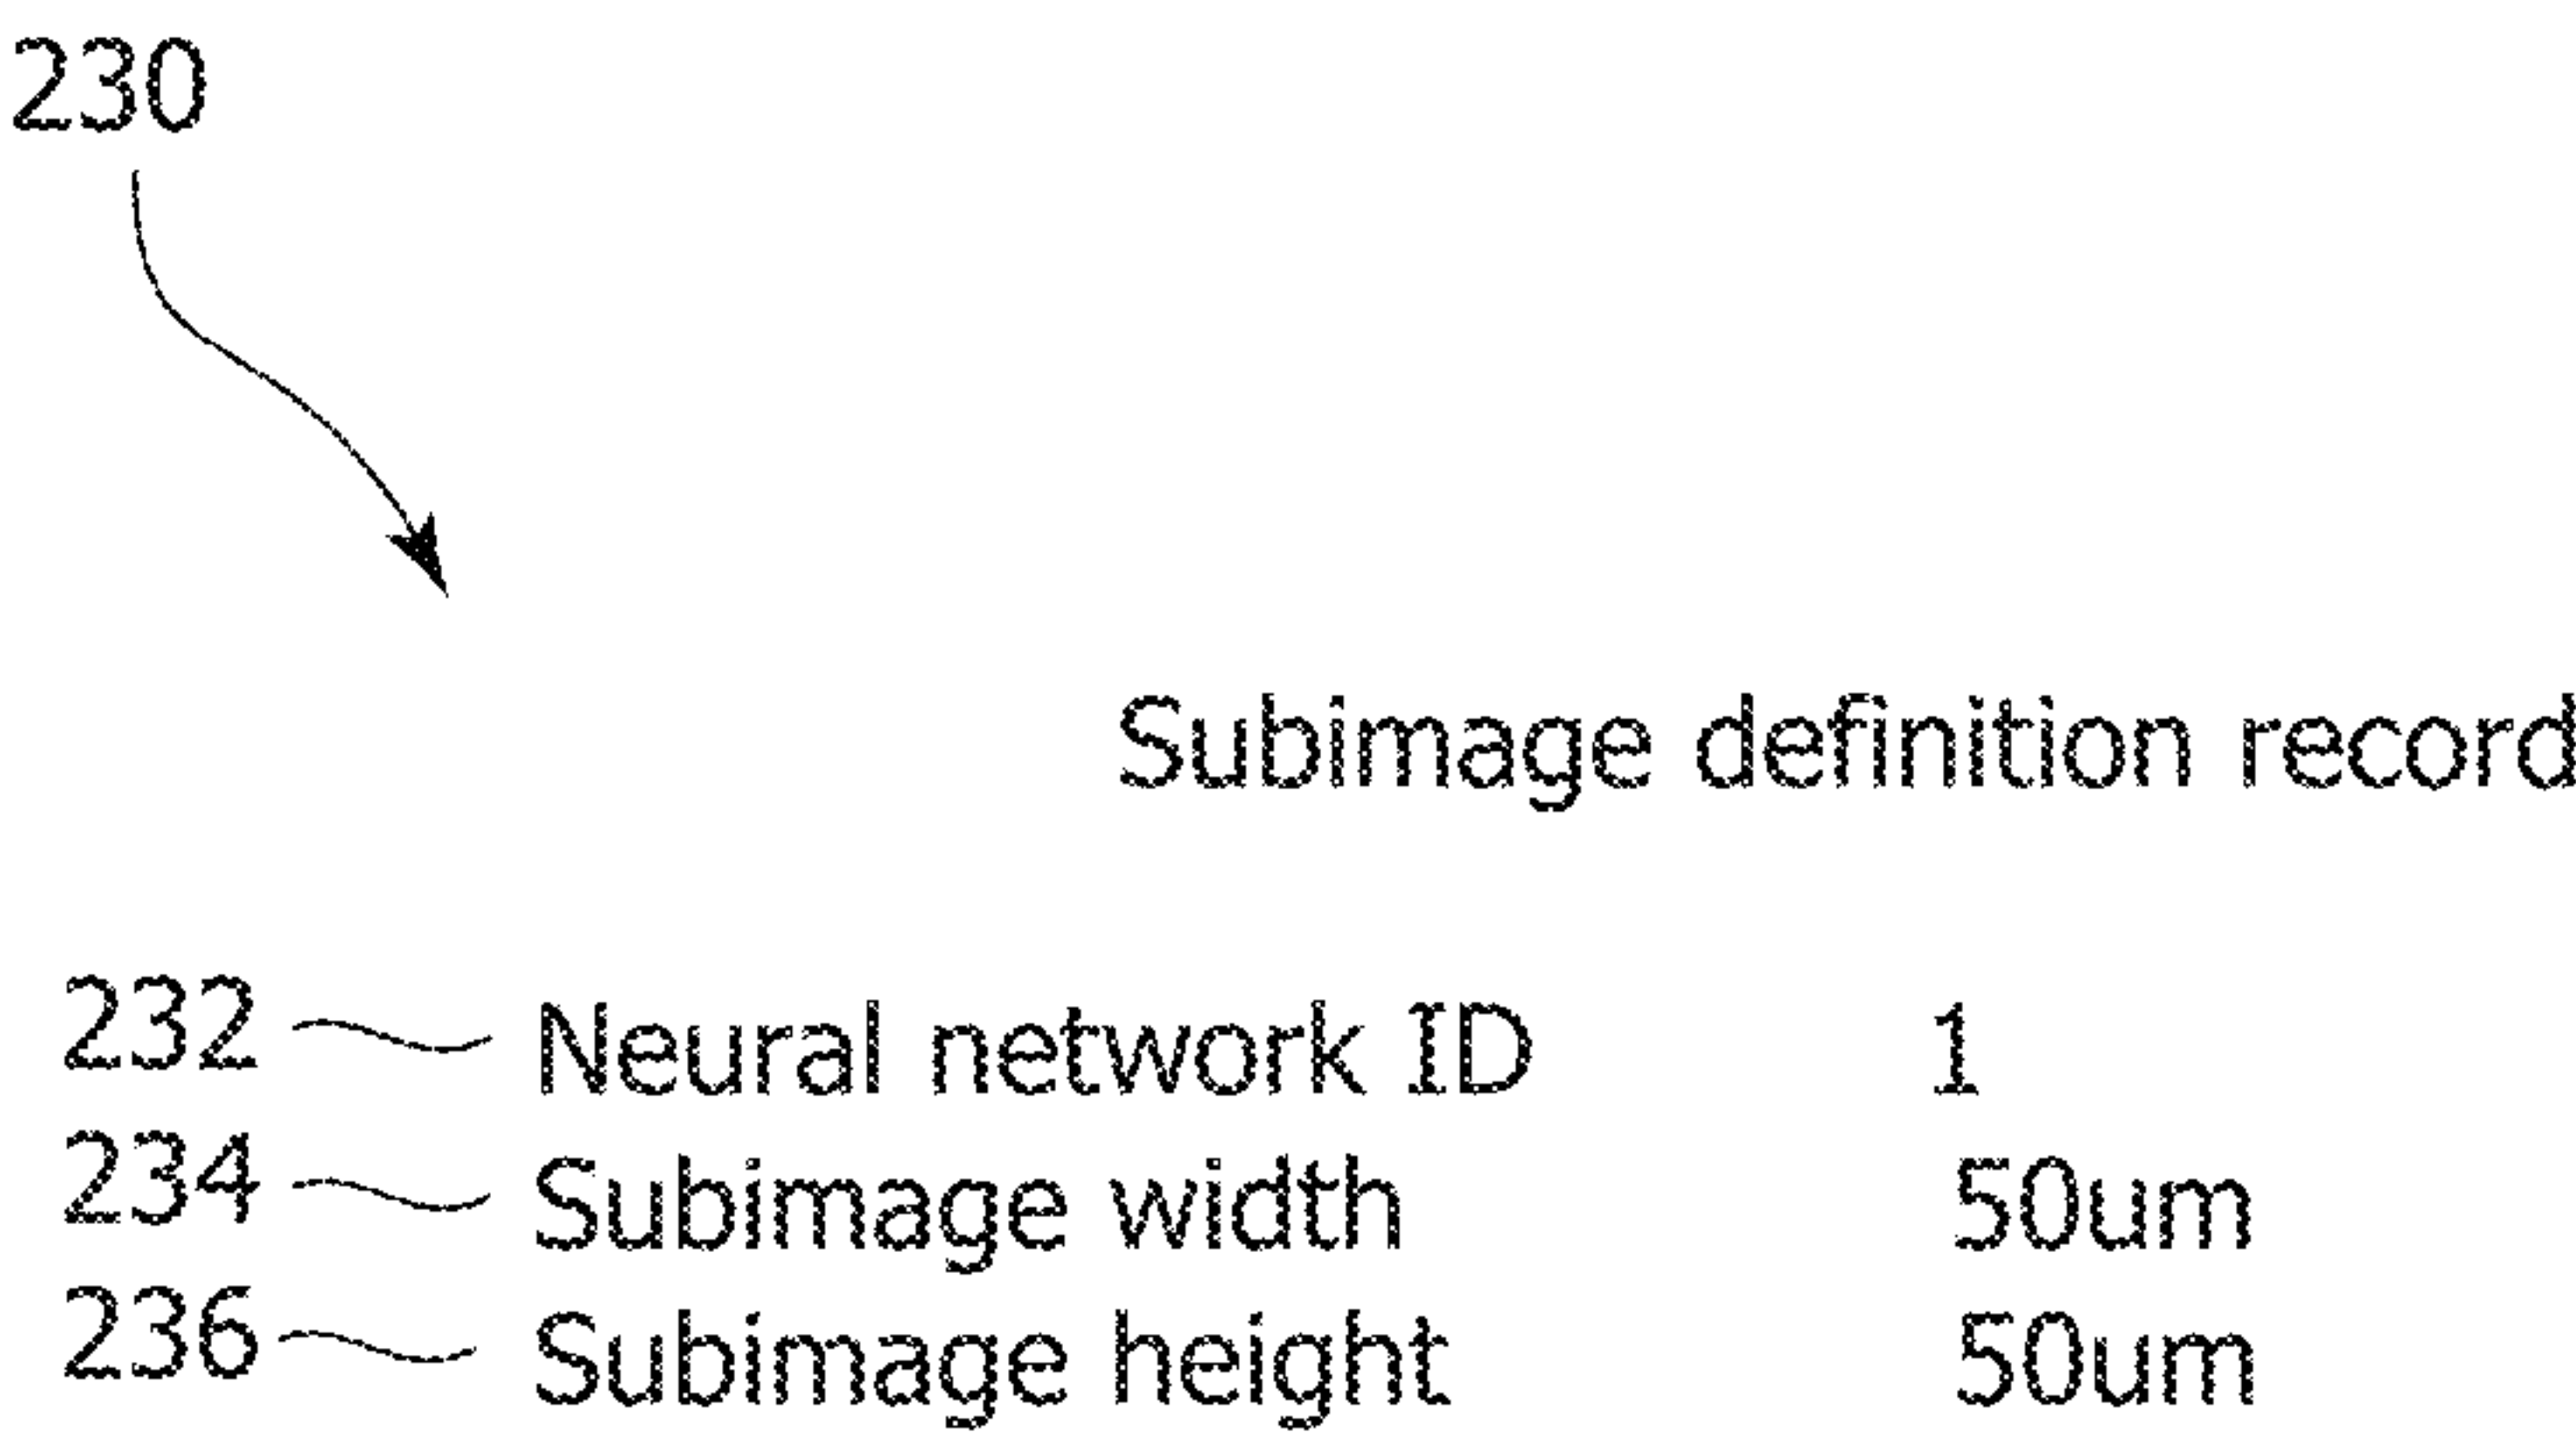 230
Subimage definition record
232 Neural network ID 1
234 Subimage width 50um
236 Subimage height 50um